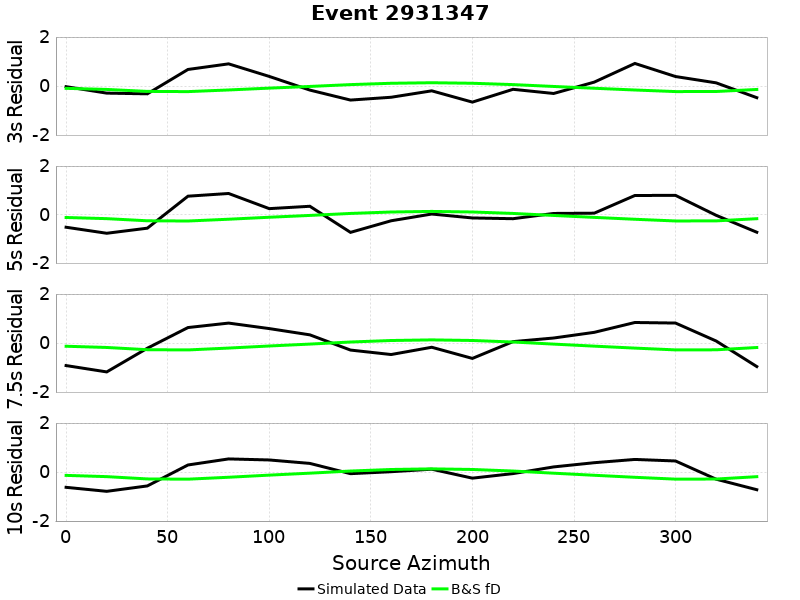 Event 2931347
3s Residual
2
0
-2
5s Residual
2
0
-2
7.5s Residual
2
0
-2
10s Residual
2
0
-2
0 50 100 150 200 250 300
Source Azimuth
Simulated Data B&S fD